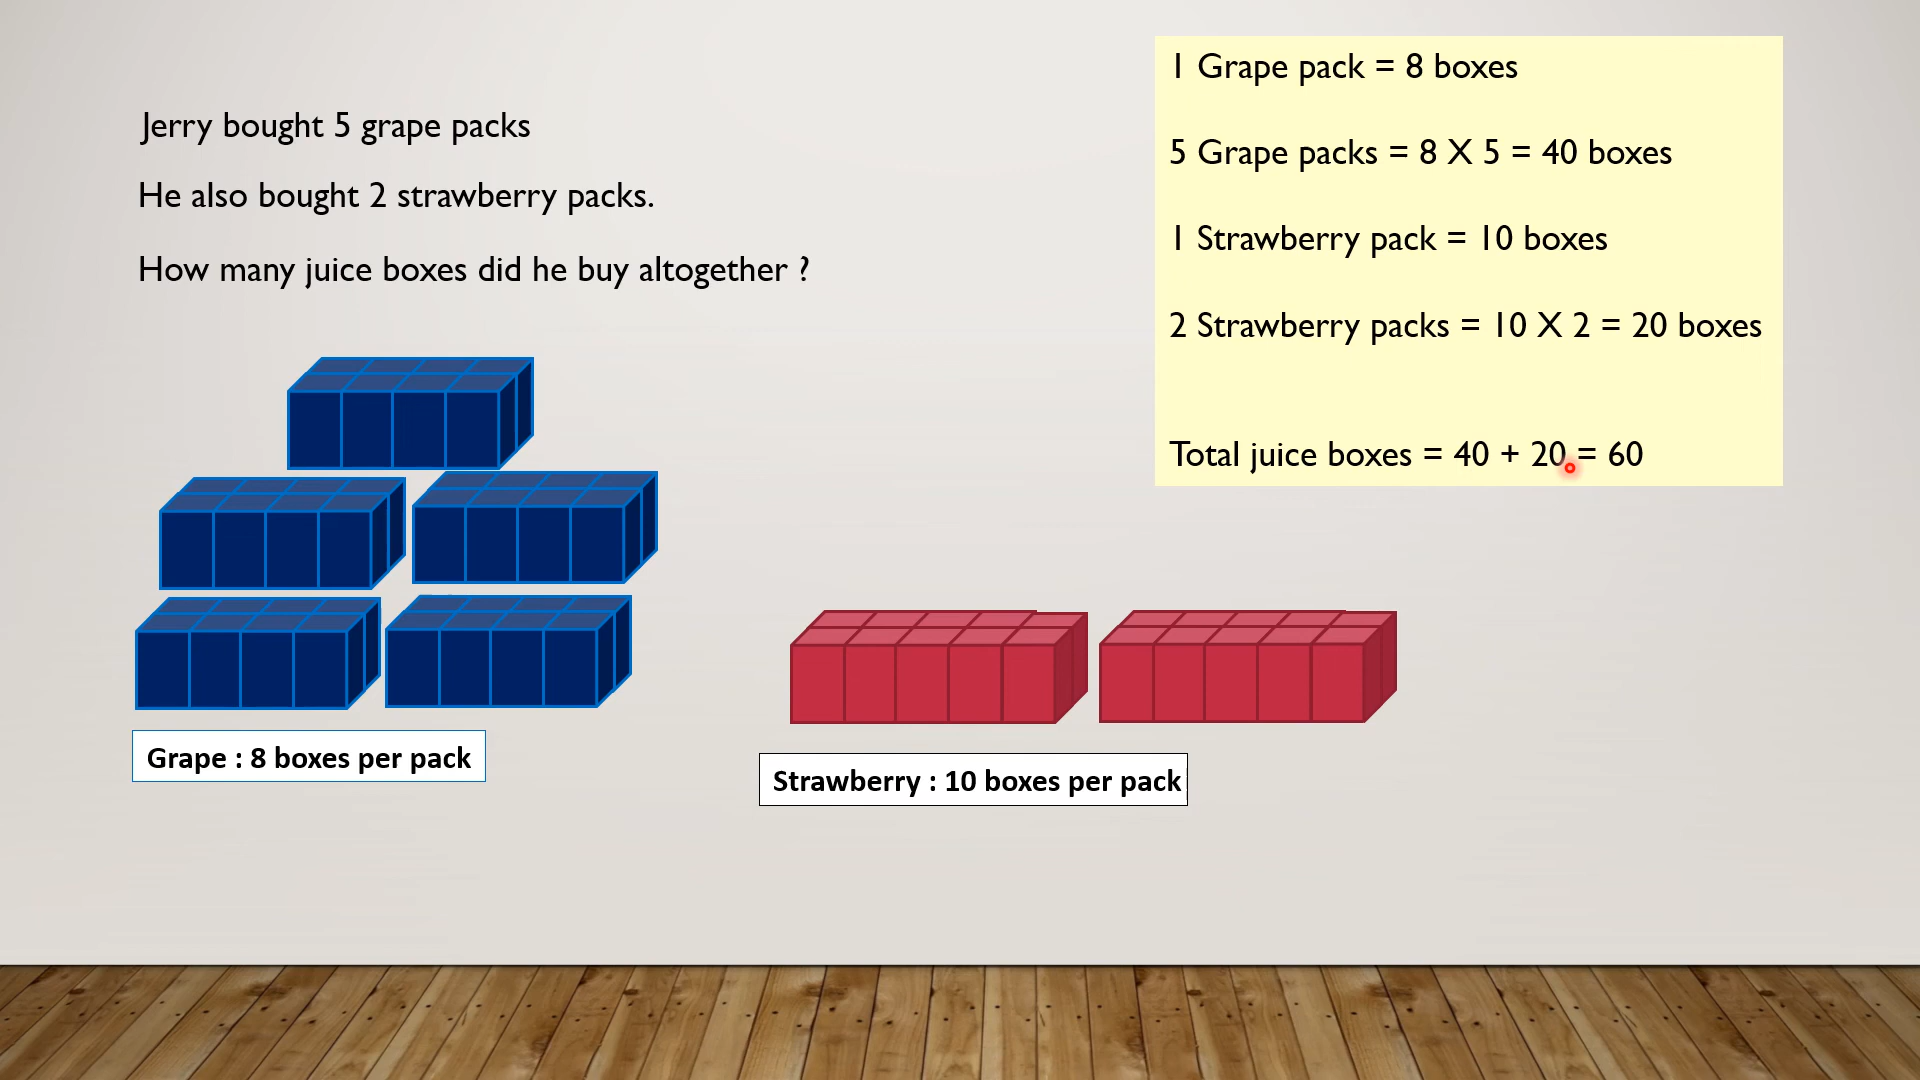 Jerry bought 5 grape packs
He also bought 2 strawberry packs.
How many juice boxes did he buy altogether ?
1 Grape pack = 8 boxes
5 Grape packs = 8 X 5 = 40 boxes
1 Strawberry pack = 10 boxes
2 Strawberry packs = 10 X 2 = 20 boxes
Total juice boxes = 40 + 20 = 60
Grape : 8 boxes per pack
Strawberry : 10 boxes per pack